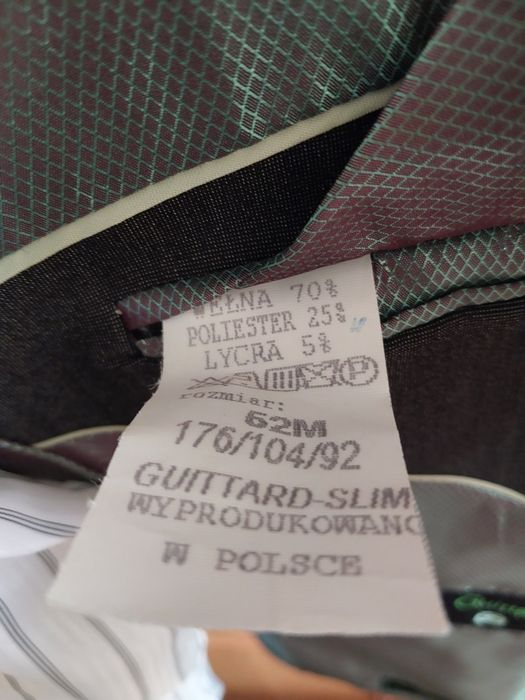 WEŁNA 70%
POLIESTER 25%
LYCRA 5%
P
rozmiar:
62M
176/104/92
GUITTARD-SLIM
WYPRODUKOWANO
W POLSCE